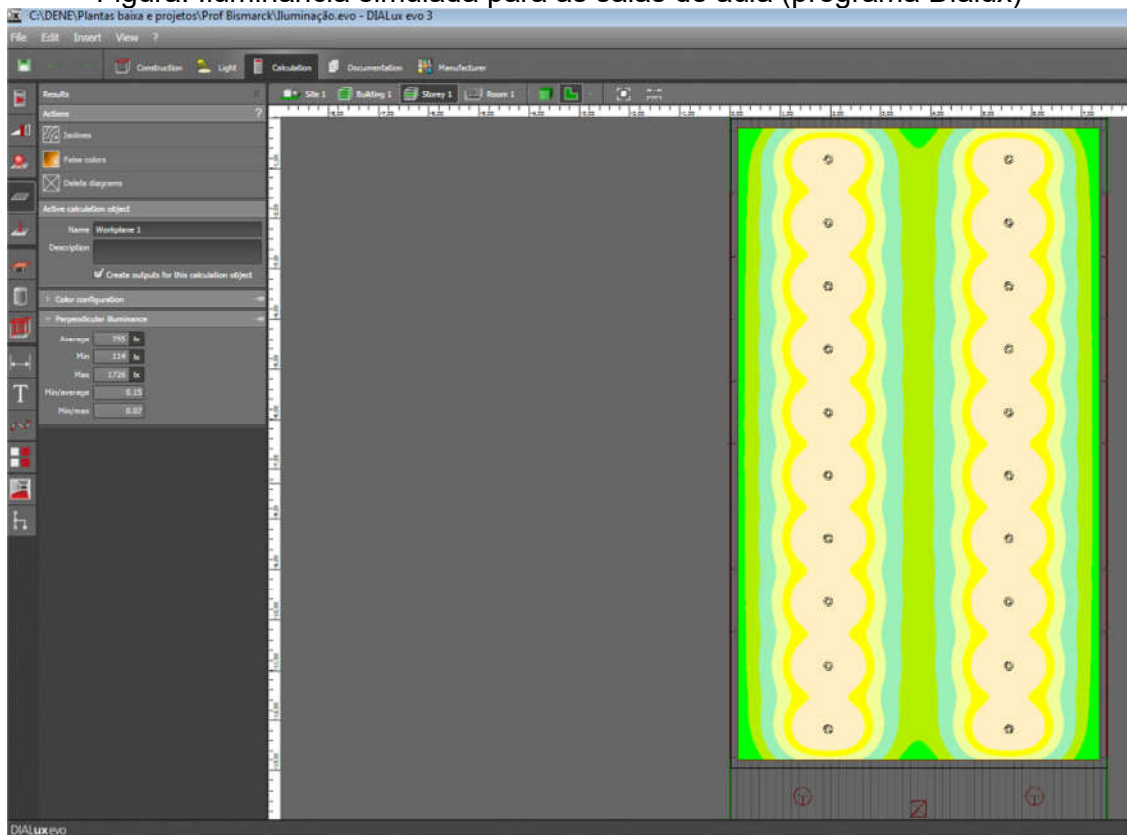 Figura: Iluminância simulada para as salas de aula (programa Dialux)
C:\DENE\Plantas baixa e projetos\Prof Bismarck\Iluminação.evo - DIALux evo 3
File Edit Insert View ?
Construction Light Calculation Documentation Manufacturer
Results
Site 1 Building 1 Storey 1 Room 1
Actions ?
Isolines
False colors
Delete diagrams
Active calculation object
Name Workplane 1
Description
Create outputs for this calculation object
Color configuration
Perpendicular illuminance
Average 755 lx
Min 114 lx
Max 1726 lx
Min/average 0.15
Min/max 0.07
DIALux evo